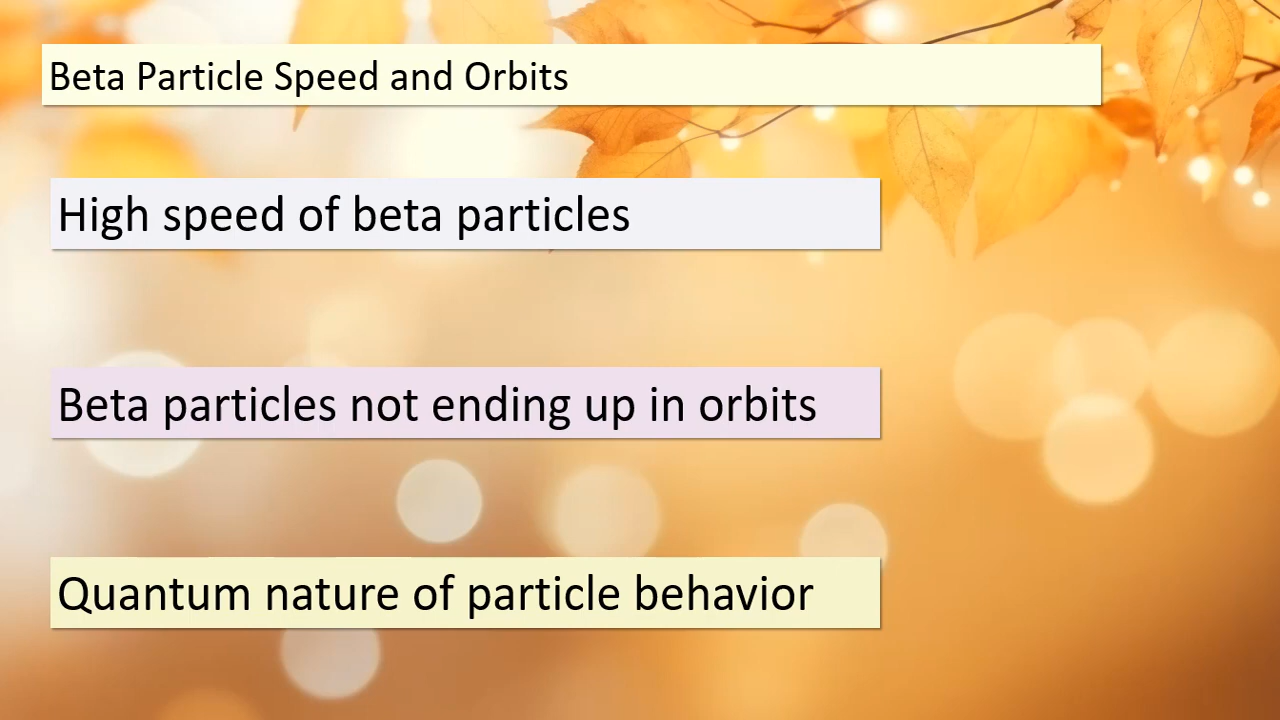 Beta Particle Speed and Orbits
High speed of beta particles
Beta particles not ending up in orbits
Quantum nature of particle behavior